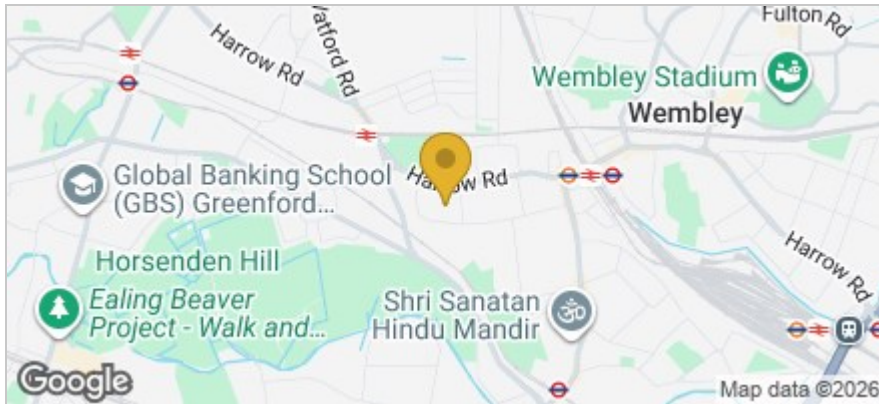 Harrow Rd
Watford Rd
Fulton Rd
Wembley Stadium
Wembley
Harrow Rd
Global Banking School
(GBS) Greenford...
Horsenden Hill
Ealing Beaver
Project - Walk and...
Shri Sanatan
Hindu Mandir
Harrow Rd
Google
Map data ©2026